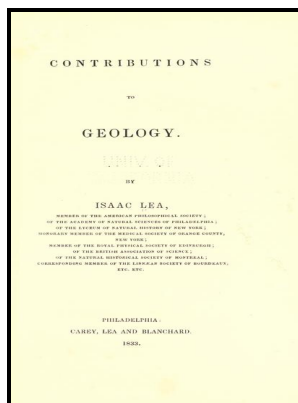 CONTRIBUTIONS
TO
GEOLOGY.
BY
ISAAC LEA,
MEMBER OF THE AMERICAN PHILOSOPHICAL SOCIETY;
OF THE ACADEMY OF NATURAL SCIENCES OF PHILADELPHIA;
OF THE LYCEUM OF NATURAL HISTORY OF NEW YORK;
HONORARY MEMBER OF THE MEDICAL SOCIETY OF ORANGE COUNTY,
NEW YORK;
MEMBER OF THE ROYAL PHYSICAL SOCIETY OF EDINBURGH;
OF THE BRITISH ASSOCIATION OF SCIENCE;
OF THE NATURAL HISTORICAL SOCIETY OF MONTREAL;
CORRESPONDING MEMBER OF THE LINNÆAN SOCIETY OF BOURDEAUX;
ETC. ETC.
PHILADELPHIA:
CAREY, LEA AND BLANCHARD.
1833.